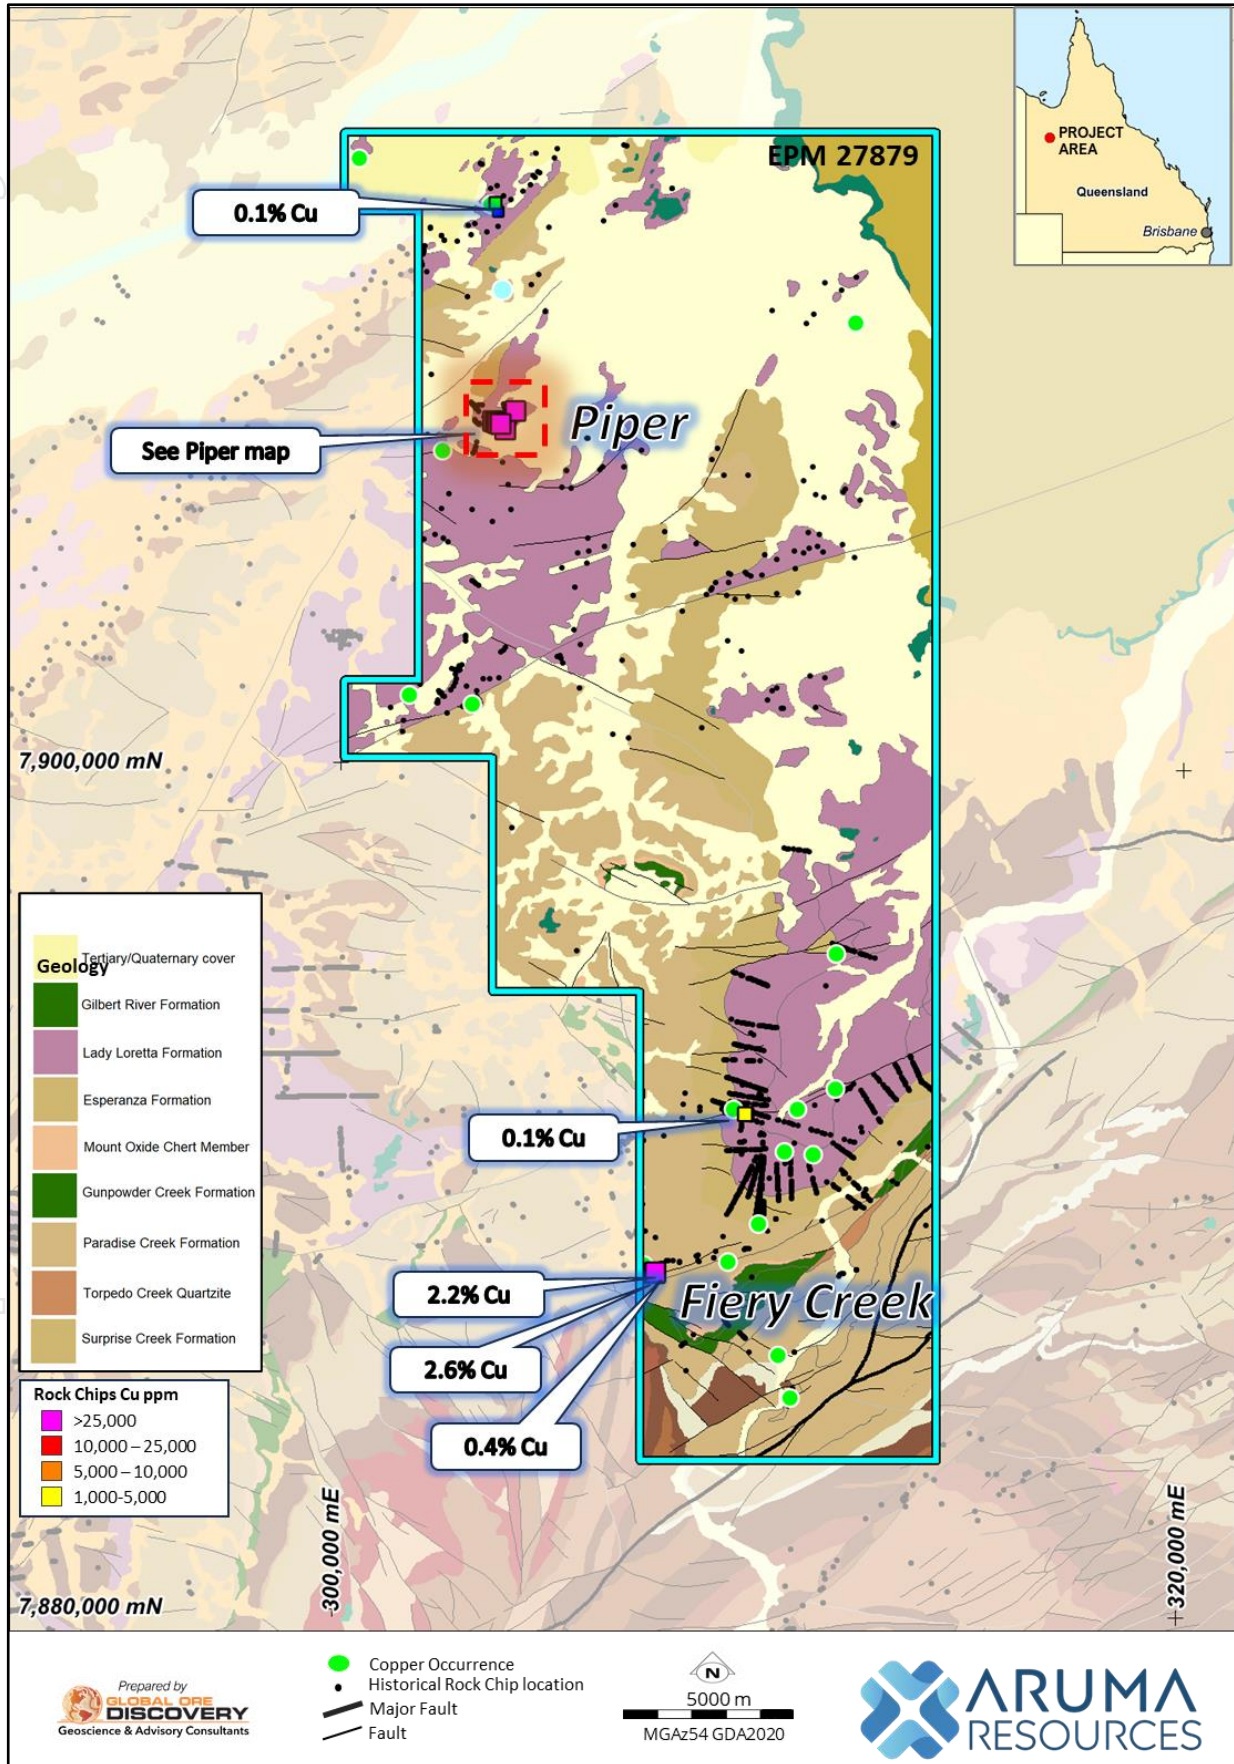 PROJECT
AREA
Queensland
Brisbane
EPM 27879
0.1% Cu
Piper
See Piper map
7,900,000 mN
Geology
Tertiary/Quaternary cover
Gilbert River Formation
Lady Loretta Formation
Esperanza Formation
Mount Oxide Chert Member
Gunpowder Creek Formation
Paradise Creek Formation
Torpedo Creek Quartzite
Surprise Creek Formation
0.1% Cu
2.2% Cu
Fiery Creek
2.6% Cu
0.4% Cu
Rock Chips Cu ppm
>25,000
10,000 – 25,000
5,000 – 10,000
1,000-5,000
300,000 mE
320,000 mE
7,880,000 mN
Prepared by
GLOBAL ORE
DISCOVERY
Geoscience & Advisory Consultants
Copper Occurrence
Historical Rock Chip location
Major Fault
Fault
N
5000 m
MGAz54 GDA2020
ARUMA
RESOURCES